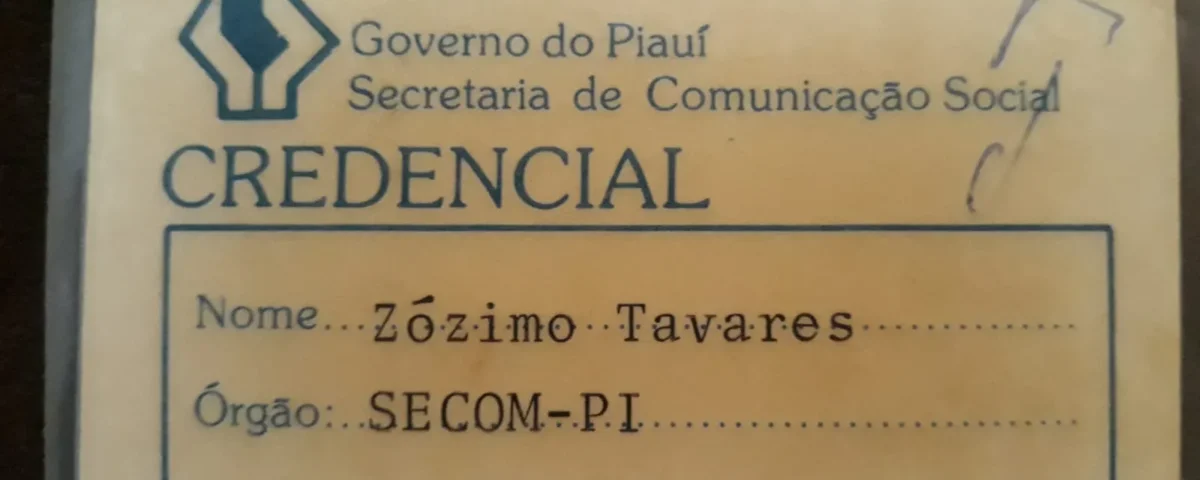 Governo do Piauí
Secretaria de Comunicação Social
CREDENCIAL
Nome...Zózimo Tavares
Órgão:..SECOM-PI